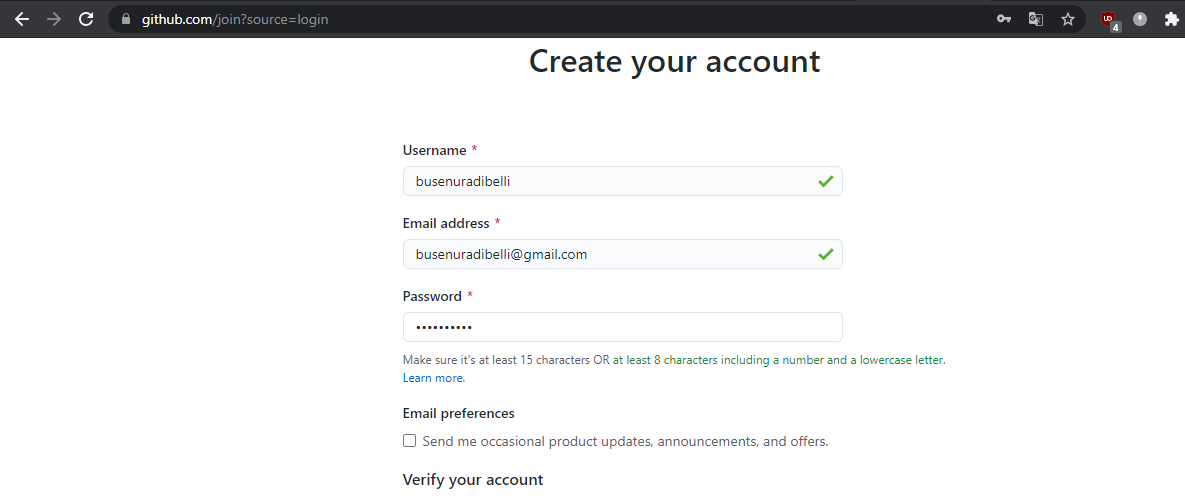 github.com/join?source=login
4
Create your account
Username *
busenuradibelli
Email address *
busenuradibelli@gmail.com
Password *
••••••••••
Make sure it's at least 15 characters OR at least 8 characters including a number and a lowercase letter.
Learn more.
Email preferences
Send me occasional product updates, announcements, and offers.
Verify your account